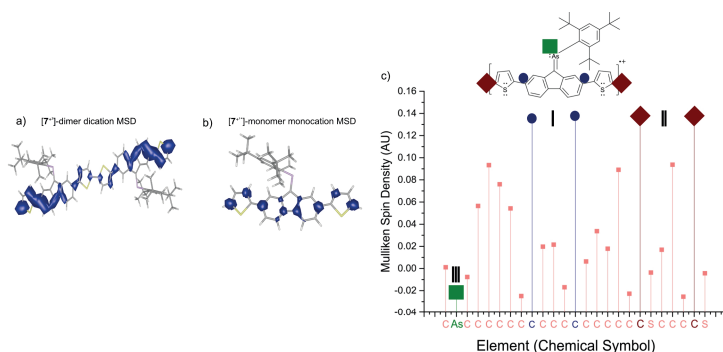 a) [7•+]-dimer dication MSD
b) [7•+]-monomer monocation MSD
c)
:As
S
S
•+
Mulliken Spin Density (AU)
0.16
0.14
0.12
0.10
0.08
0.06
0.04
0.02
0.00
-0.02
-0.04
I
II
III
C As C C C C C C C C C C C C C C C C C S C C C C S
Element (Chemical Symbol)